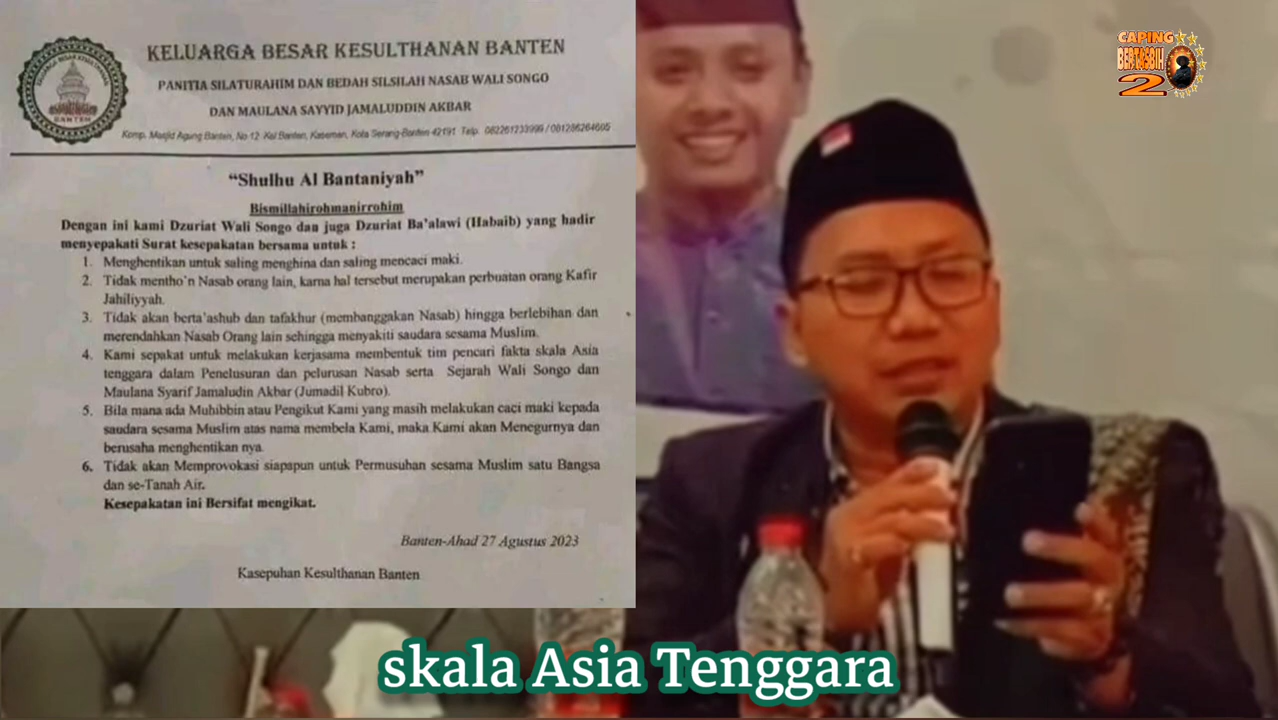 KELUARGA BESAR KESULTHANAN BANTEN
PANITIA SILATURAHIM DAN BEDAH SILSILAH NASAB WALI SONGO
DAN MAULANA SAYYID JAMALUDDIN AKBAR
Komp. Masjid Agung Banten, No 12 Kel Banten, Kasemen, Kota Serang-Banten 42191 Telp.
BANTEN
"Shulhu Al Bantaniyah"
Bismillahirohmanirrohim
Dengan ini kami Dzuriat Wali Songo dan juga Dzuriat Ba'alawi (Habaib) yang hadir
menyepakati Surat kesepakatan bersama untuk :
1. Menghentikan untuk saling menghina dan saling mencaci maki.
2. Tidak mentho'n Nasab orang lain, karna hal tersebut merupakan perbuatan orang Kafir
Jahiliyyah.
3. Tidak akan berta'ashub dan tafakhur (membanggakan Nasab) hingga berlebihan dan
merendahkan Nasab Orang lain sehingga menyakiti saudara sesama Muslim.
4. Kami sepakat untuk melakukan kerjasama membentuk tim pencari fakta skala Asia
tenggara dalam Penelusuran dan pelurusan Nasab serta Sejarah Wali Songo dan
Maulana Syarif Jamaludin Akbar (Jumadil Kubro).
5. Bila mana ada Muhibbin atau Pengikut Kami yang masih melakukan caci maki kepada
saudara sesama Muslim atas nama membela Kami, maka Kami akan Menegurnya dan
berusaha menghentikan nya.
6. Tidak akan Memprovokasi siapapun untuk Permusuhan sesama Muslim satu Bangsa
dan se-Tanah Air.
Kesepakatan ini Bersifat mengikat.
Banten-Ahad 27 Agustus 2023
Kasepuhan Kesulthanan Banten
CAPING
BERTASBIH
2
skala Asia Tenggara